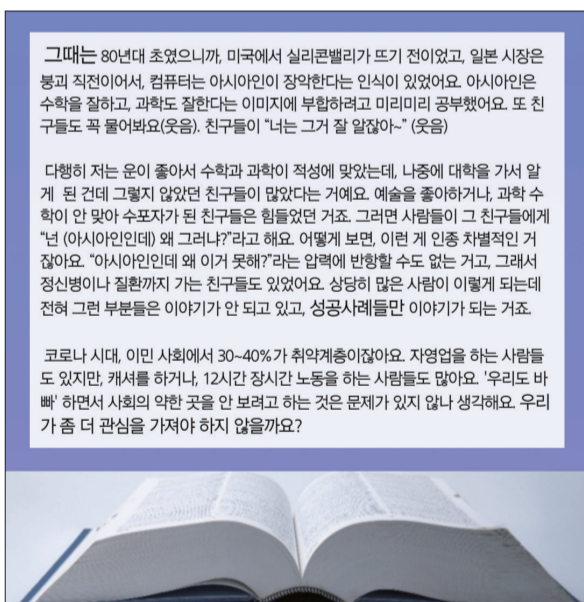 그때는 80년대 초였으니까, 미국에서 실리콘밸리가 뜨기 전이었고, 일본 시장은
붕괴 직전이어서, 컴퓨터는 아시아인이 장악한다는 인식이 있었어요. 아시아인은
수학을 잘하고, 과학도 잘한다는 이미지에 부합하려고 미리미리 공부했어요. 또 친
구들도 꼭 물어봐요(웃음). 친구들이 “너는 그거 잘 알잖아~” (웃음)
다행히 저는 운이 좋아서 수학과 과학이 적성에 맞았는데, 나중에 대학을 가서 알
게 된 건데 그렇지 않았던 친구들이 많았다는 거예요. 예술을 좋아하거나, 과학 수
학이 안 맞아 수포자가 된 친구들은 힘들었던 거죠. 그러면 사람들이 그 친구들에게
“넌 (아시아인인데) 왜 그러냐?”라고 해요. 어떻게 보면, 이런 게 인종 차별적인 거
잖아요. “아시아인인데 왜 이거 못해?”라는 압력에 반항할 수도 없는 거고, 그래서
정신병이나 질환까지 가는 친구들도 있었어요. 상당히 많은 사람이 이렇게 되는데
전혀 그런 부분들은 이야기가 안 되고 있고, 성공사례들만 이야기가 되는 거죠.
코로나 시대, 이민 사회에서 30~40%가 취약계층이잖아요. 자영업을 하는 사람들
도 있지만, 캐셔를 하거나, 12시간 장시간 노동을 하는 사람들도 많아요. '우리도 바
빠' 하면서 사회의 약한 곳을 안 보려고 하는 것은 문제가 있지 않나 생각해요. 우리
가 좀 더 관심을 가져야 하지 않을까요?